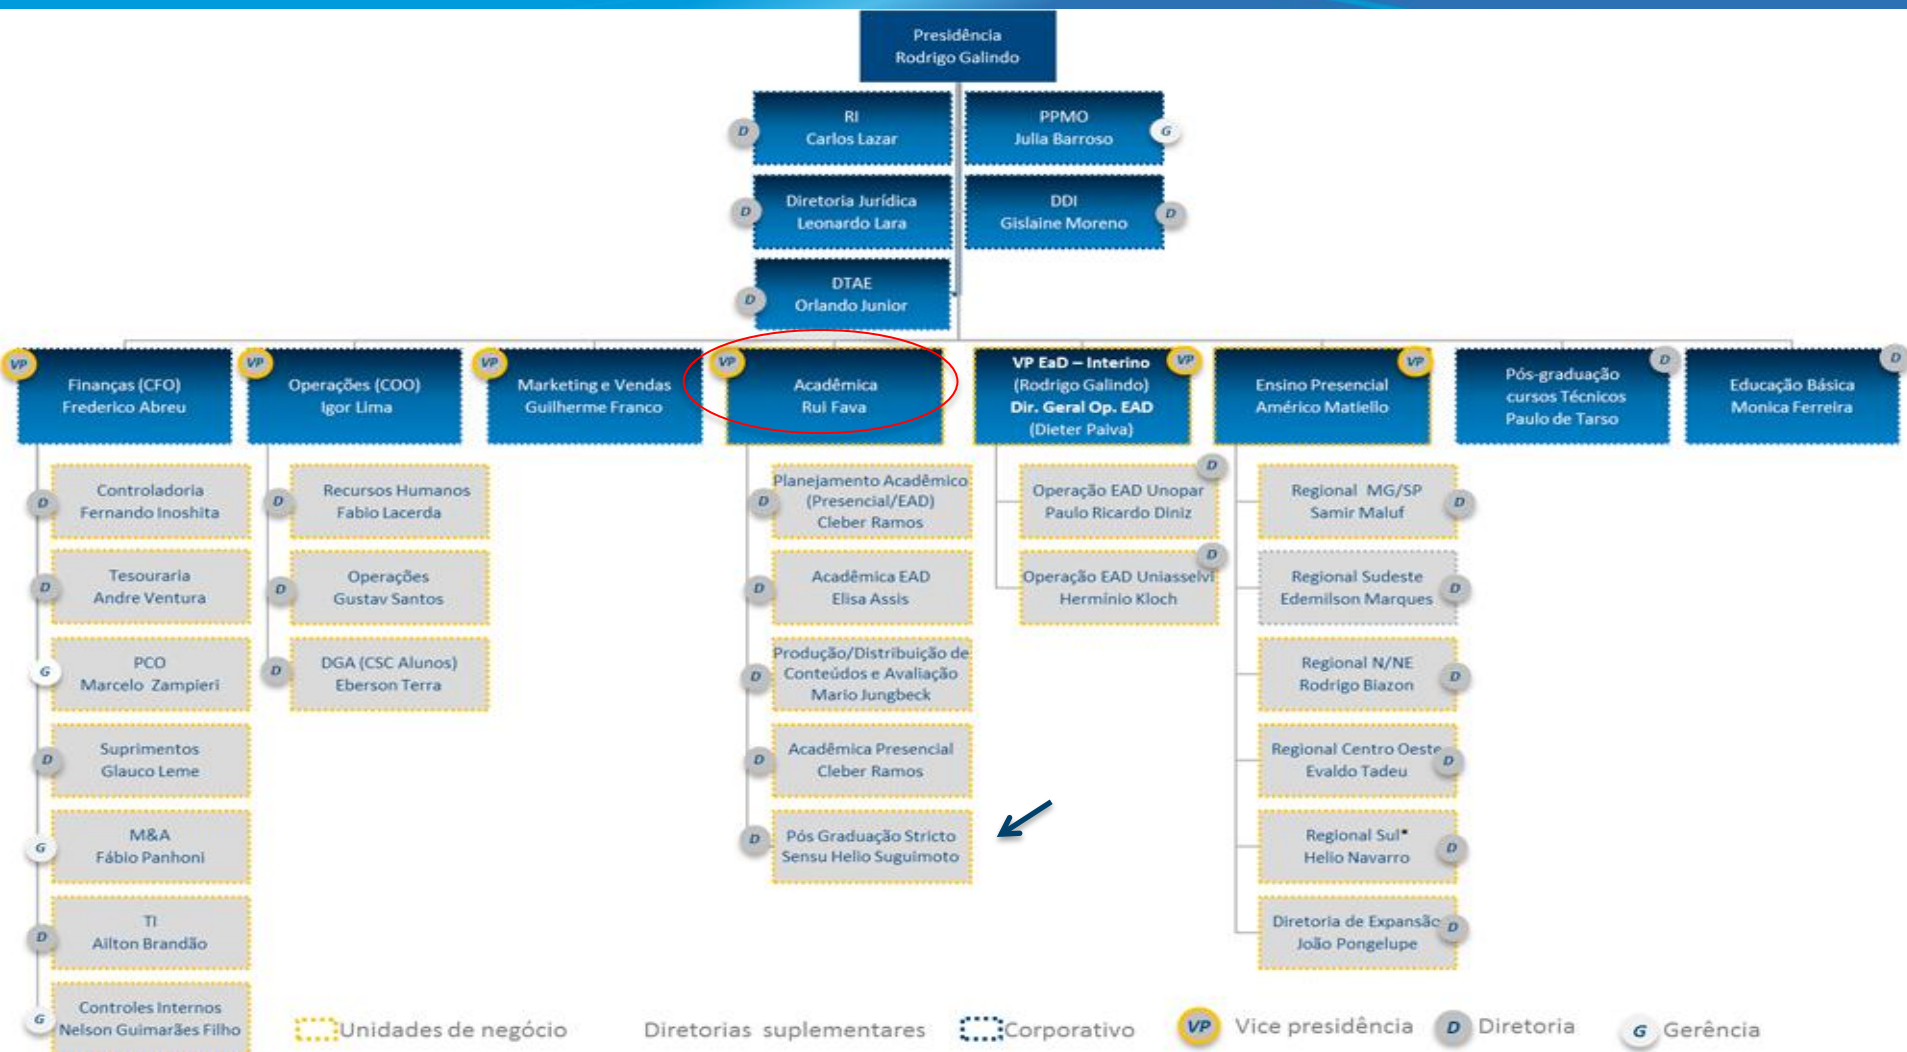 Presidência
Rodrigo Galindo
RI
Carlos Lazar
D
PPMO
Julia Barroso
G
Diretoria Jurídica
Leonardo Lara
D
DDI
Gislaine Moreno
D
DTAE
Orlando Junior
D
VP
Finanças (CFO)
Frederico Abreu
VP
Operações (COO)
Igor Lima
VP
Marketing e Vendas
Guilherme Franco
VP
Acadêmica
Rui Fava
VP EaD – Interino
(Rodrigo Galindo)
Dir. Geral Op. EAD
(Dieter Paiva)
VP
Ensino Presencial
Américo Matiello
VP
Pós-graduação
cursos Técnicos
Paulo de Tarso
D
Educação Básica
Monica Ferreira
D
Controladoria
Fernando Inoshita
D
Tesouraria
Andre Ventura
D
PCO
Marcelo Zampieri
G
Suprimentos
Glauco Leme
D
M&A
Fábio Panhoni
G
TI
Ailton Brandão
D
Controles Internos
Nelson Guimarães Filho
G
Recursos Humanos
Fabio Lacerda
D
Operações
Gustav Santos
D
DGA (CSC Alunos)
Eberson Terra
D
Planejamento Acadêmico
(Presencial/EAD)
Cleber Ramos
D
Acadêmica EAD
Elisa Assis
D
Produção/Distribuição de
Conteúdos e Avaliação
Mario Jungbeck
D
Acadêmica Presencial
Cleber Ramos
D
Pós Graduação Stricto
Sensu Helio Suguimoto
D
Operação EAD Unopar
Paulo Ricardo Diniz
D
Operação EAD Uniasselvi
Hermínio Kloch
D
Regional MG/SP
Samir Maluf
D
Regional Sudeste
Edemilson Marques
D
Regional N/NE
Rodrigo Biazon
D
Regional Centro Oeste
Evaldo Tadeu
D
Regional Sul*
Helio Navarro
D
Diretoria de Expansão
João Pongelupe
D
Unidades de negócio
Diretorias suplementares
Corporativo
VP Vice presidência
D Diretoria
G Gerência